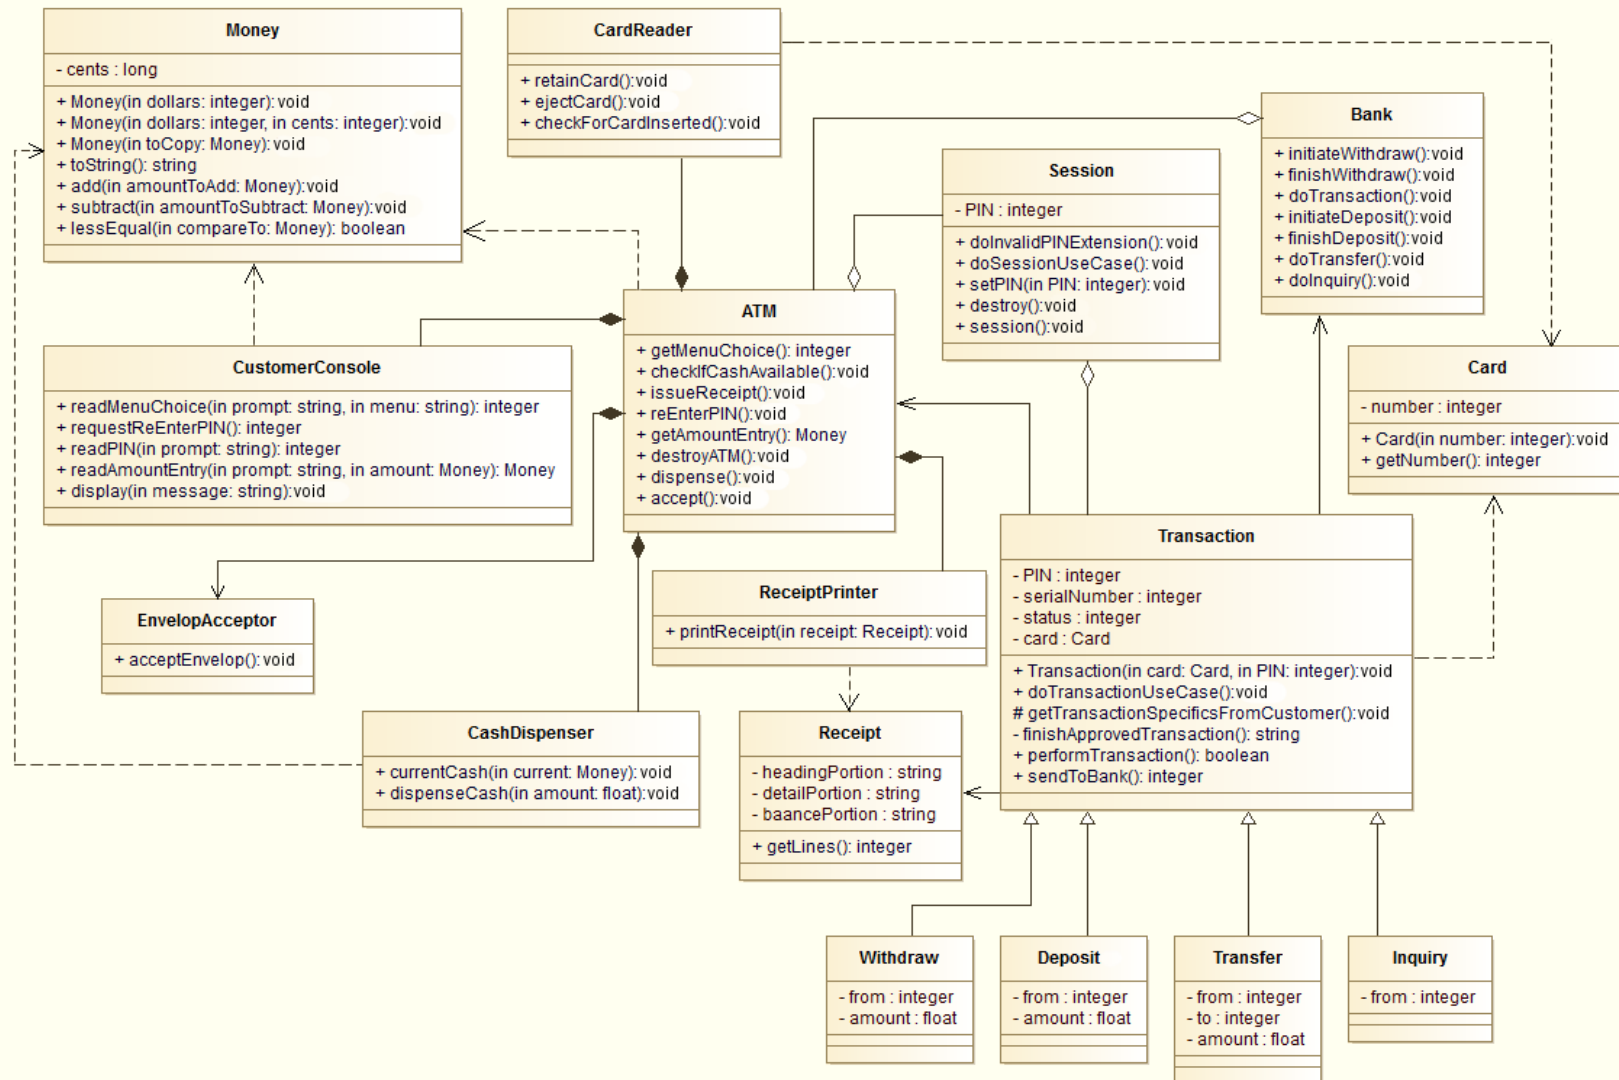 Money
- cents : long
+ Money(in dollars: integer):void
+ Money(in dollars: integer, in cents: integer):void
+ Money(in toCopy: Money):void
+ toString(): string
+ add(in amountToAdd: Money):void
+ subtract(in amountToSubtract: Money):void
+ lessEqual(in compareTo: Money): boolean
CardReader
+ retainCard():void
+ ejectCard():void
+ checkForCardInserted():void
Bank
+ initiateWithdraw():void
+ finishWithdraw():void
+ doTransaction():void
+ initiateDeposit():void
+ finishDeposit():void
+ doTransfer():void
+ doInquiry():void
Session
- PIN : integer
+ doInvalidPINExtension():void
+ doSessionUseCase():void
+ setPIN(in PIN: integer):void
+ destroy():void
+ session():void
ATM
+ getMenuChoice(): integer
+ checkIfCashAvailable():void
+ issueReceipt():void
+ reEnterPIN():void
+ getAmountEntry(): Money
+ destroyATM():void
+ dispense():void
+ accept():void
CustomerConsole
+ readMenuChoice(in prompt: string, in menu: string): integer
+ requestReEnterPIN(): integer
+ readPIN(in prompt: string): integer
+ readAmountEntry(in prompt: string, in amount: Money): Money
+ display(in message: string):void
Card
- number : integer
+ Card(in number: integer):void
+ getNumber(): integer
EnvelopAcceptor
+ acceptEnvelop():void
ReceiptPrinter
+ printReceipt(in receipt: Receipt):void
Transaction
- PIN : integer
- serialNumber : integer
- status : integer
- card : Card
+ Transaction(in card: Card, in PIN: integer):void
+ doTransactionUseCase():void
# getTransactionSpecificsFromCustomer():void
- finishApprovedTransaction(): string
+ performTransaction(): boolean
+ sendToBank(): integer
CashDispenser
+ currentCash(in current: Money):void
+ dispenseCash(in amount: float):void
Receipt
- headingPortion : string
- detailPortion : string
- baancePortion : string
+ getLines(): integer
Withdraw
- from : integer
- amount : float
Deposit
- from : integer
- amount : float
Transfer
- from : integer
- to : integer
- amount : float
Inquiry
- from : integer